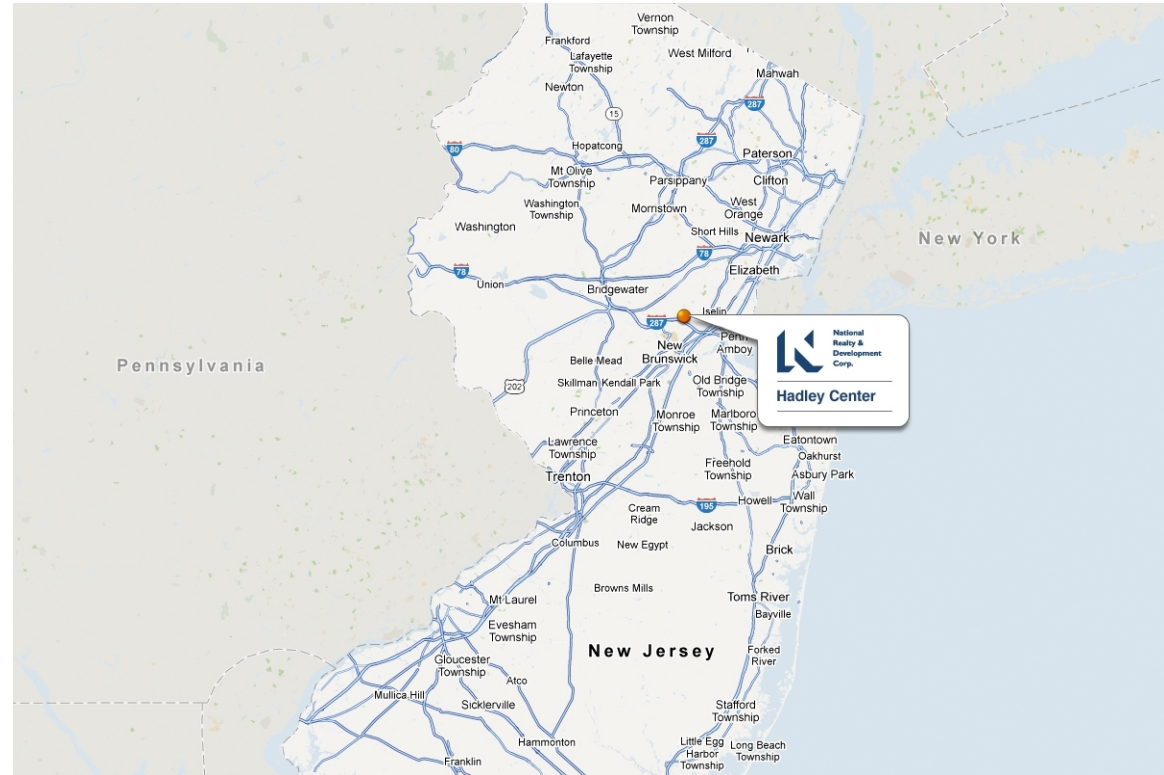 Vernon
Township
Frankford
West Milford
Lafayette
Township
Mahwah
Newton
287
15
287
80
Hopatcong
Paterson
Mt Olive
Township
Parsippany
Clifton
Washington
Township
Morristown
West
Orange
Washington
Short Hills
Newark
New York
78
78
Elizabeth
Union
Bridgewater
Iselin
287
New
Brunswick
Amboy
National
Realty &
Development
Corp.
Hadley Center
Pennsylvania
Belle Mead
202
Skillman
Kendall Park
Old Bridge
Township
Princeton
Monroe
Township
Marlboro
Township
Lawrence
Township
Eatontown
Oakhurst
Freehold
Township
Asbury Park
Trenton
195
Howell
Wall
Township
Cream
Ridge
Jackson
Columbus
New Egypt
Brick
Browns Mills
Toms River
Mt Laurel
Bayville
Evesham
Township
New Jersey
Forked
River
Gloucester
Township
Atco
Mullica Hill
Sicklerville
Stafford
Township
Hammonton
Little Egg
Harbor
Township
Long Beach
Township
Franklin